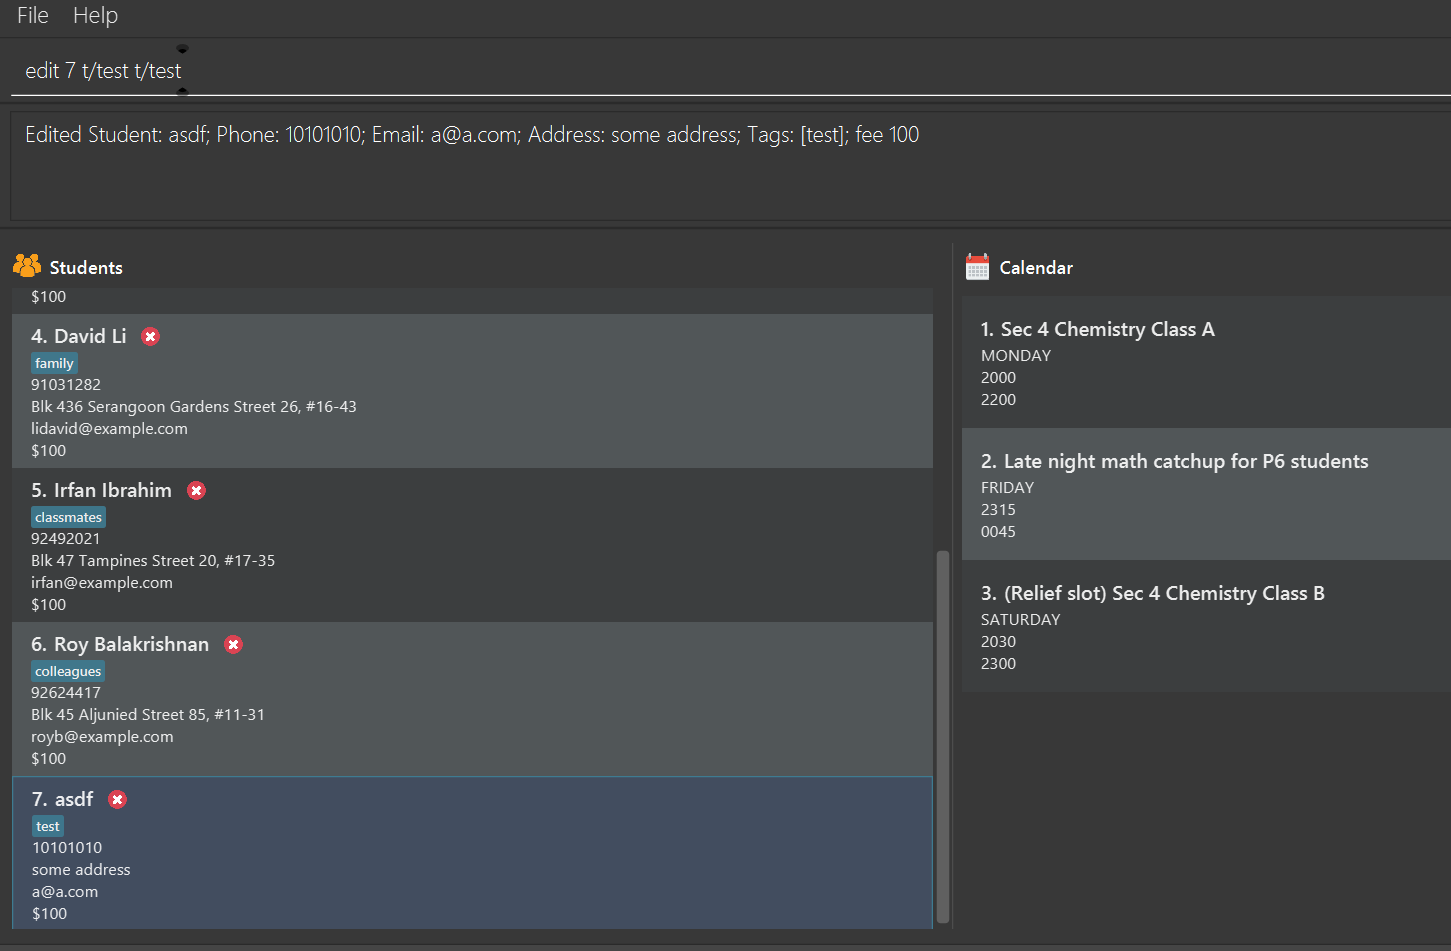 File Help
edit 7 t/test t/test
Edited Student: asdf; Phone: 10101010; Email: a@a.com; Address: some address; Tags: [test]; fee 100
Students
$100
4. David Li
family
91031282
Blk 436 Serangoon Gardens Street 26, #16-43
lidavid@example.com
$100
5. Irfan Ibrahim
classmates
92492021
Blk 47 Tampines Street 20, #17-35
irfan@example.com
$100
6. Roy Balakrishnan
colleagues
92624417
Blk 45 Aljunied Street 85, #11-31
royb@example.com
$100
7. asdf
test
10101010
some address
a@a.com
$100
Calendar
1. Sec 4 Chemistry Class A
MONDAY
2000
2200
2. Late night math catchup for P6 students
FRIDAY
2315
0045
3. (Relief slot) Sec 4 Chemistry Class B
SATURDAY
2030
2300